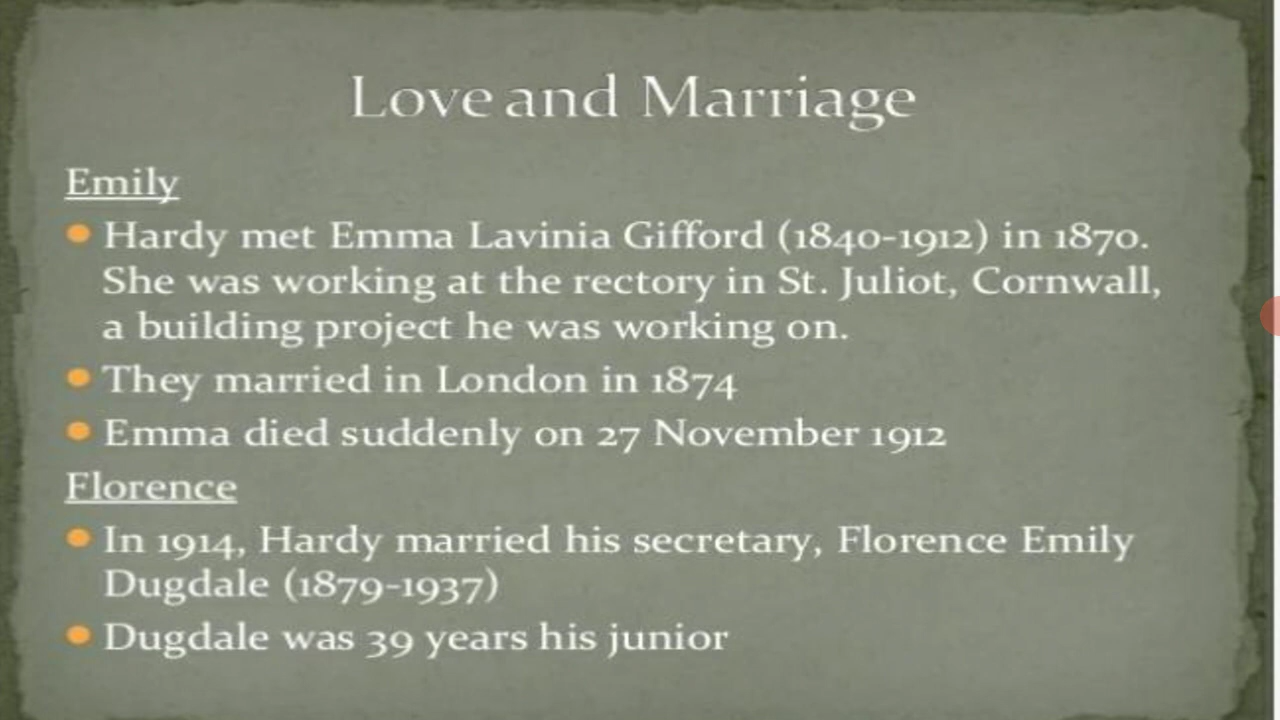 Love and Marriage
Emily
Hardy met Emma Lavinia Gifford (1840-1912) in 1870.
She was working at the rectory in St. Juliot, Cornwall,
a building project he was working on.
They married in London in 1874
Emma died suddenly on 27 November 1912
Florence
In 1914, Hardy married his secretary, Florence Emily
Dugdale (1879-1937)
Dugdale was 39 years his junior